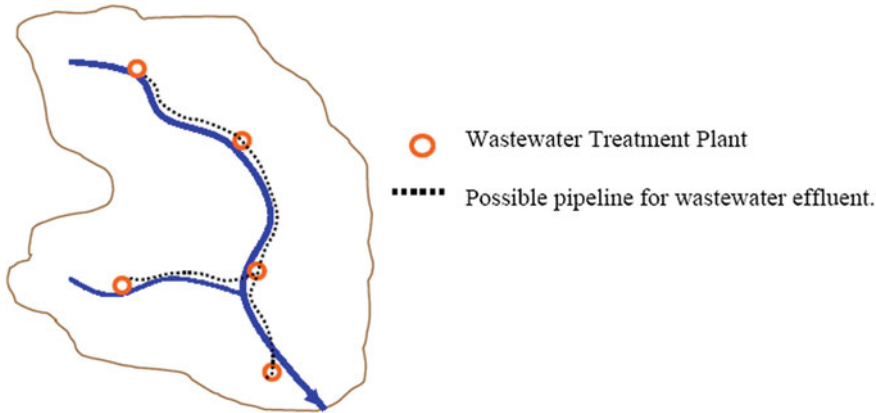 Wastewater Treatment Plant
Possible pipeline for wastewater effluent.